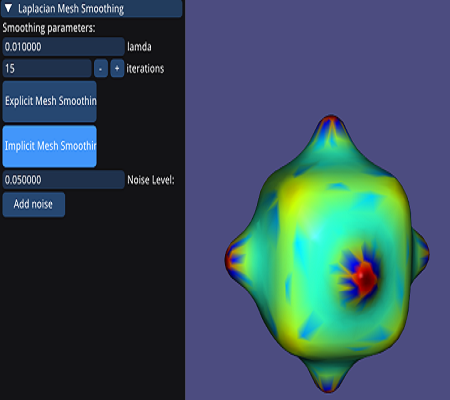 Laplacian Mesh Smoothing
Smoothing parameters:
0.010000 lamda
15 - + iterations
Explicit Mesh Smoothin
Implicit Mesh Smoothin
0.050000 Noise Level:
Add noise